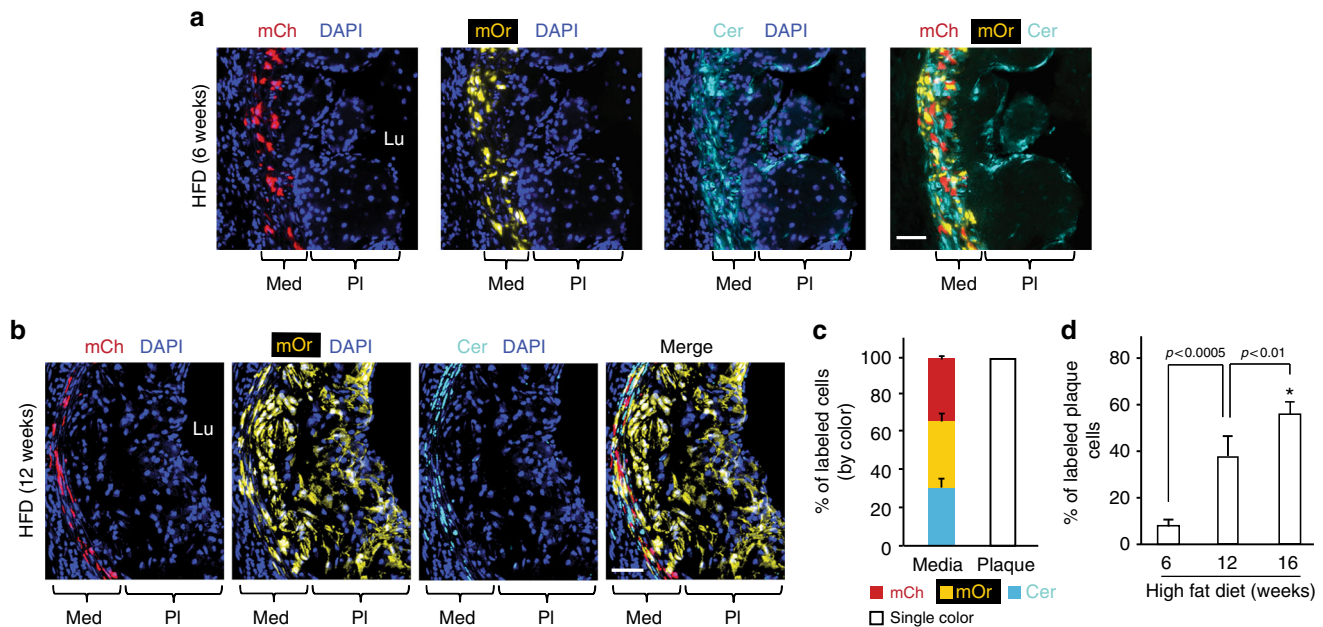 a
mCh DAPI
mOr DAPI
Cer DAPI
mCh mOr Cer
HFD (6 weeks)
Lu
Med Pl
Med Pl
Med Pl
Med Pl
b
mCh DAPI
mOr DAPI
Cer DAPI
Merge
HFD (12 weeks)
Lu
Med Pl
Med Pl
Med Pl
Med Pl
c
% of labeled cells
(by color)
100
80
60
40
20
0
Media Plaque
mCh mOr Cer
Single color
d
% of labeled plaque
cells
80
60
40
20
0
p<0.0005
p<0.01
*
6 12 16
High fat diet (weeks)